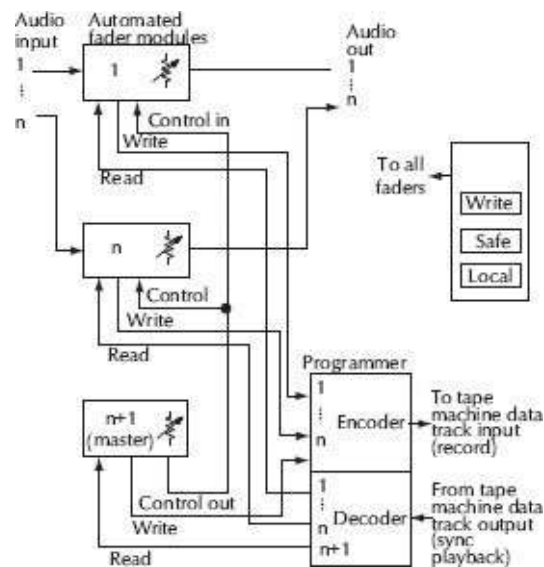 Audio input
Automated fader modules
Audio out
1
⋮
n
1
1
⋮
n
Control in
Write
Read
To all faders
Write
Safe
Local
n
Control
Write
Read
Programmer
n+1
(master)
1
⋮
n
Encoder
To tape
machine data
track input
(record)
Control out
Write
Read
1
⋮
n
n+1
Decoder
From tape
machine data
track output
(sync
playback)